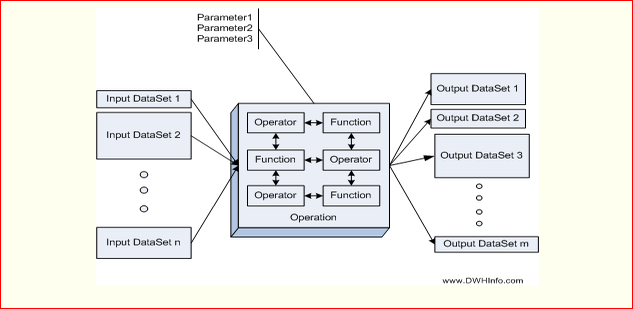 Parameter1
Parameter2
Parameter3
Input DataSet 1
Input DataSet 2
Input DataSet n
Operator
Function
Function
Operator
Operator
Function
Operation
Output DataSet 1
Output DataSet 2
Output DataSet 3
Output DataSet m
www.DWHInfo.com